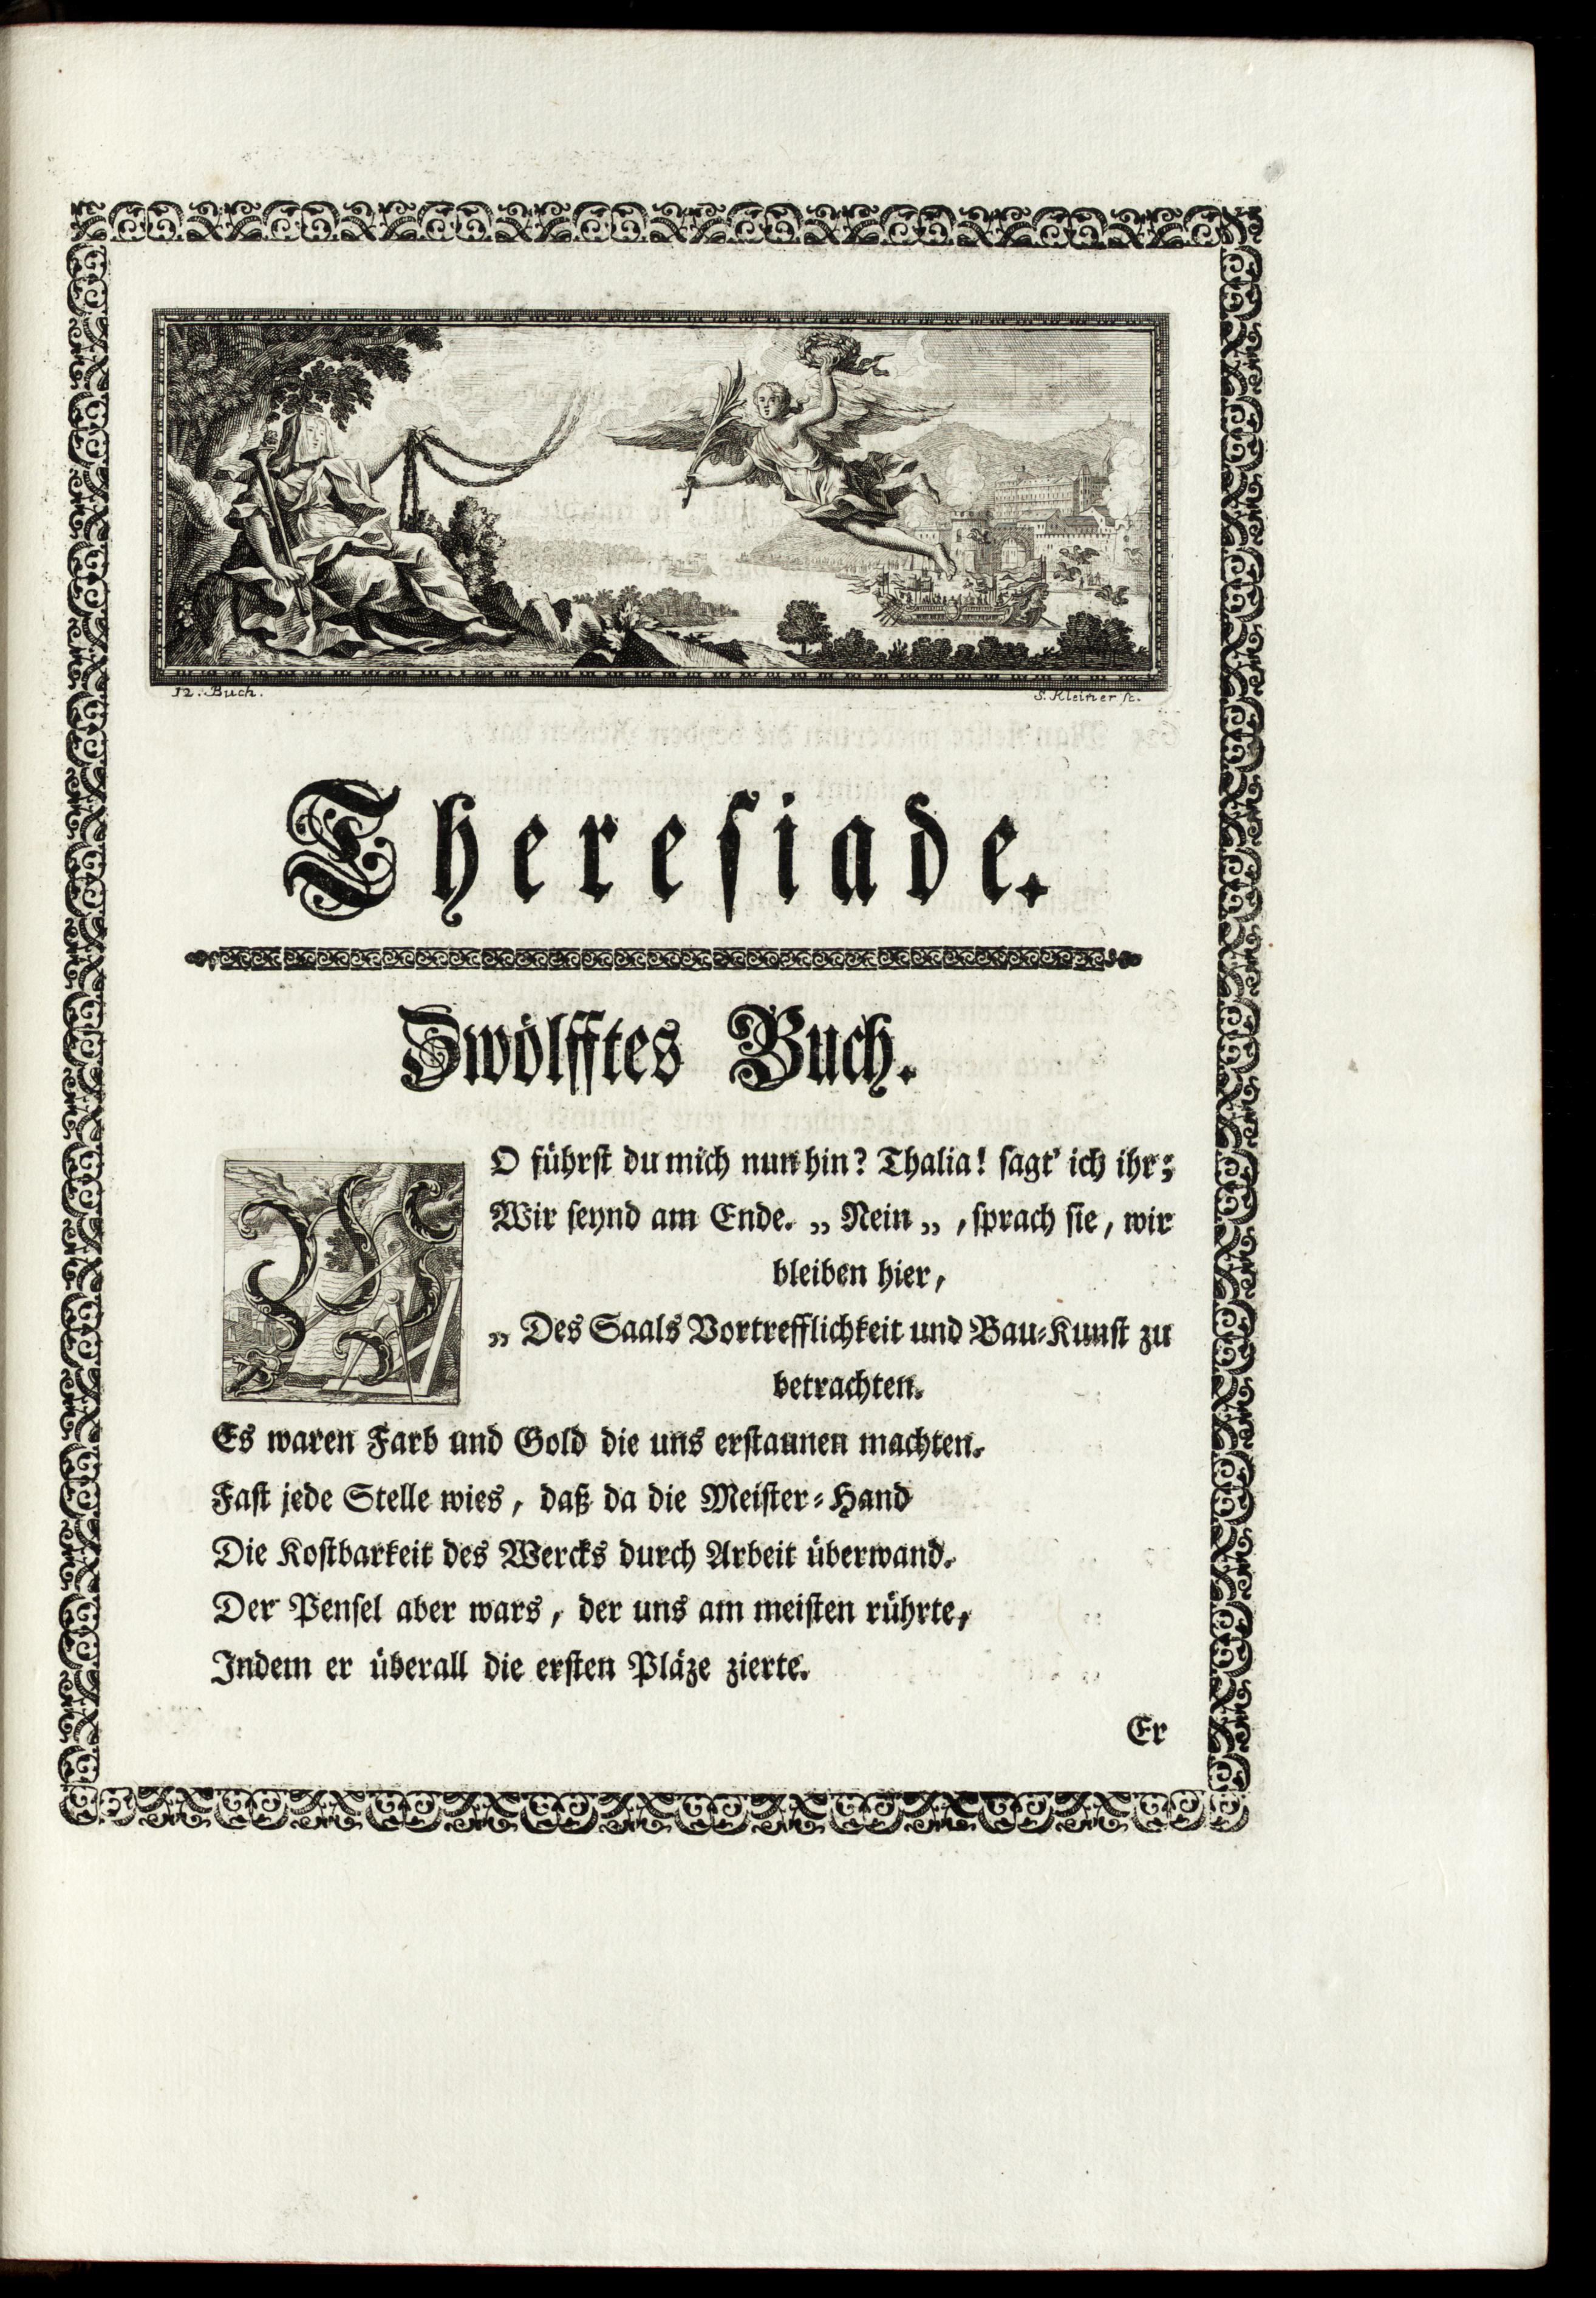 12. Buch.
S. Kleiner sc.
Theresiade.
Zwölfftes Buch.
WO führst du mich nun hin? Thalia! sagt' ich ihr;
Wir seynd am Ende. „ Nein „ , sprach sie, wir
bleiben hier,
„ Des Saals Vortrefflichkeit und Bau-Kunst zu
betrachten.
Es waren Farb und Gold die uns erstaunen machten.
Fast jede Stelle wies, daß da die Meister-Hand
Die Kostbarkeit des Wercks durch Arbeit überwand.
Der Pensel aber wars, der uns am meisten rührte,
Indem er überall die ersten Pläze zierte.
Er